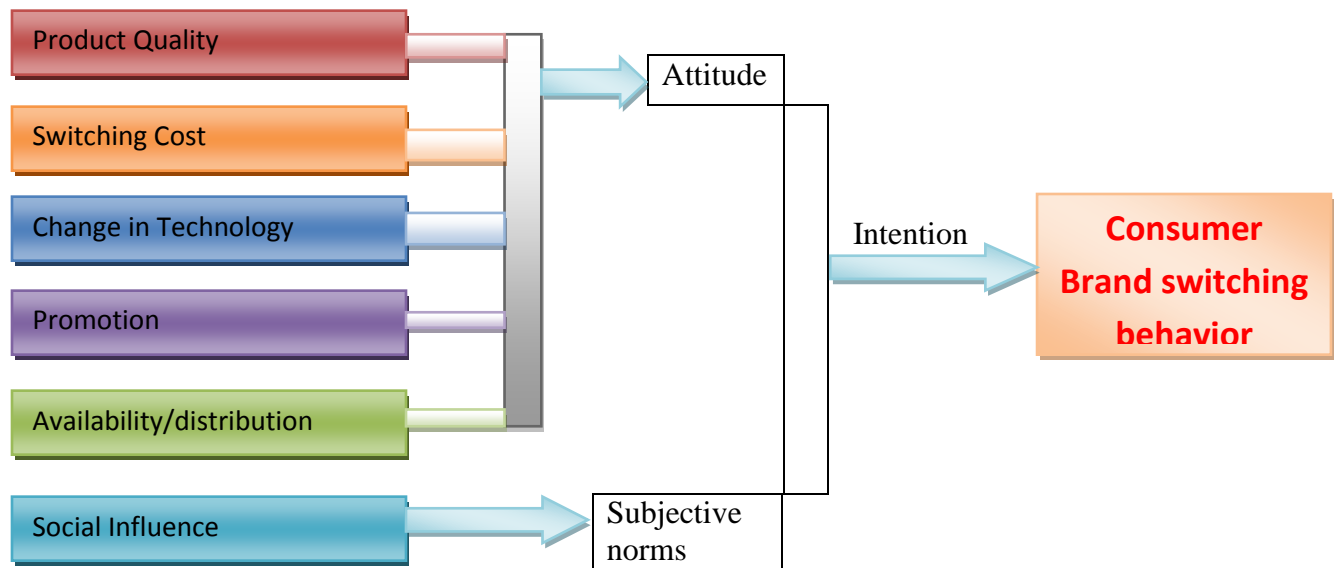 Product Quality
Switching Cost
Change in Technology
Promotion
Availability/distribution
Social Influence
Attitude
Subjective
norms
Intention
Consumer
Brand switching
behavior